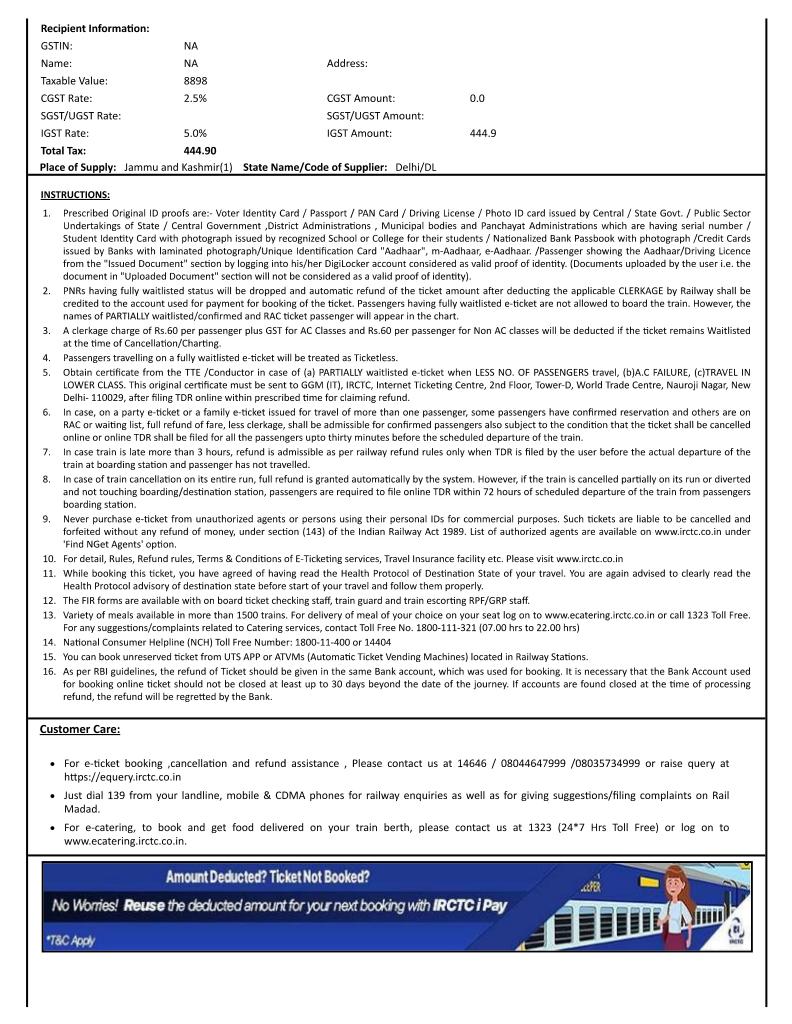 Recipient Information:
GSTIN: NA
Name: NA Address:
Taxable Value: 8898
CGST Rate: 2.5% CGST Amount: 0.0
SGST/UGST Rate: SGST/UGST Amount:
IGST Rate: 5.0% IGST Amount: 444.9
Total Tax: 444.90
Place of Supply: Jammu and Kashmir(1) State Name/Code of Supplier: Delhi/DL
INSTRUCTIONS:
1. Prescribed Original ID proofs are:- Voter Identity Card / Passport / PAN Card / Driving License / Photo ID card issued by Central / State Govt. / Public Sector
Undertakings of State / Central Government ,District Administrations , Municipal bodies and Panchayat Administrations which are having serial number /
Student Identity Card with photograph issued by recognized School or College for their students / Nationalized Bank Passbook with photograph /Credit Cards
issued by Banks with laminated photograph/Unique Identification Card "Aadhaar", m-Aadhaar, e-Aadhaar. /Passenger showing the Aadhaar/Driving Licence
from the "Issued Document" section by logging into his/her DigiLocker account considered as valid proof of identity. (Documents uploaded by the user i.e. the
document in "Uploaded Document" section will not be considered as a valid proof of identity).
2. PNRs having fully waitlisted status will be dropped and automatic refund of the ticket amount after deducting the applicable CLERKAGE by Railway shall be
credited to the account used for payment for booking of the ticket. Passengers having fully waitlisted e-ticket are not allowed to board the train. However, the
names of PARTIALLY waitlisted/confirmed and RAC ticket passenger will appear in the chart.
3. A clerkage charge of Rs.60 per passenger plus GST for AC Classes and Rs.60 per passenger for Non AC classes will be deducted if the ticket remains Waitlisted
at the time of Cancellation/Charting.
4. Passengers travelling on a fully waitlisted e-ticket will be treated as Ticketless.
5. Obtain certificate from the TTE /Conductor in case of (a) PARTIALLY waitlisted e-ticket when LESS NO. OF PASSENGERS travel, (b)A.C FAILURE, (c)TRAVEL IN
LOWER CLASS. This original certificate must be sent to GGM (IT), IRCTC, Internet Ticketing Centre, 2nd Floor, Tower-D, World Trade Centre, Nauroji Nagar, New
Delhi- 110029, after filing TDR online within prescribed time for claiming refund.
6. In case, on a party e-ticket or a family e-ticket issued for travel of more than one passenger, some passengers have confirmed reservation and others are on
RAC or waiting list, full refund of fare, less clerkage, shall be admissible for confirmed passengers also subject to the condition that the ticket shall be cancelled
online or online TDR shall be filed for all the passengers upto thirty minutes before the scheduled departure of the train.
7. In case train is late more than 3 hours, refund is admissible as per railway refund rules only when TDR is filed by the user before the actual departure of the
train at boarding station and passenger has not travelled.
8. In case of train cancellation on its entire run, full refund is granted automatically by the system. However, if the train is cancelled partially on its run or diverted
and not touching boarding/destination station, passengers are required to file online TDR within 72 hours of scheduled departure of the train from passengers
boarding station.
9. Never purchase e-ticket from unauthorized agents or persons using their personal IDs for commercial purposes. Such tickets are liable to be cancelled and
forfeited without any refund of money, under section (143) of the Indian Railway Act 1989. List of authorized agents are available on www.irctc.co.in under
'Find NGet Agents' option.
10. For detail, Rules, Refund rules, Terms & Conditions of E-Ticketing services, Travel Insurance facility etc. Please visit www.irctc.co.in
11. While booking this ticket, you have agreed of having read the Health Protocol of Destination State of your travel. You are again advised to clearly read the
Health Protocol advisory of destination state before start of your travel and follow them properly.
12. The FIR forms are available with on board ticket checking staff, train guard and train escorting RPF/GRP staff.
13. Variety of meals available in more than 1500 trains. For delivery of meal of your choice on your seat log on to www.ecatering.irctc.co.in or call 1323 Toll Free.
For any suggestions/complaints related to Catering services, contact Toll Free No. 1800-111-321 (07.00 hrs to 22.00 hrs)
14. National Consumer Helpline (NCH) Toll Free Number: 1800-11-400 or 14404
15. You can book unreserved ticket from UTS APP or ATVMs (Automatic Ticket Vending Machines) located in Railway Stations.
16. As per RBI guidelines, the refund of Ticket should be given in the same Bank account, which was used for booking. It is necessary that the Bank Account used
for booking online ticket should not be closed at least up to 30 days beyond the date of the journey. If accounts are found closed at the time of processing
refund, the refund will be regretted by the Bank.
Customer Care:
• For e-ticket booking ,cancellation and refund assistance , Please contact us at 14646 / 08044647999 /08035734999 or raise query at
https://equery.irctc.co.in
• Just dial 139 from your landline, mobile & CDMA phones for railway enquiries as well as for giving suggestions/filing complaints on Rail
Madad.
• For e-catering, to book and get food delivered on your train berth, please contact us at 1323 (24*7 Hrs Toll Free) or log on to
www.ecatering.irctc.co.in.
Amount Deducted? Ticket Not Booked?
No Worries! Reuse the deducted amount for your next booking with IRCTC i Pay
*T&C Apply
IRCTC